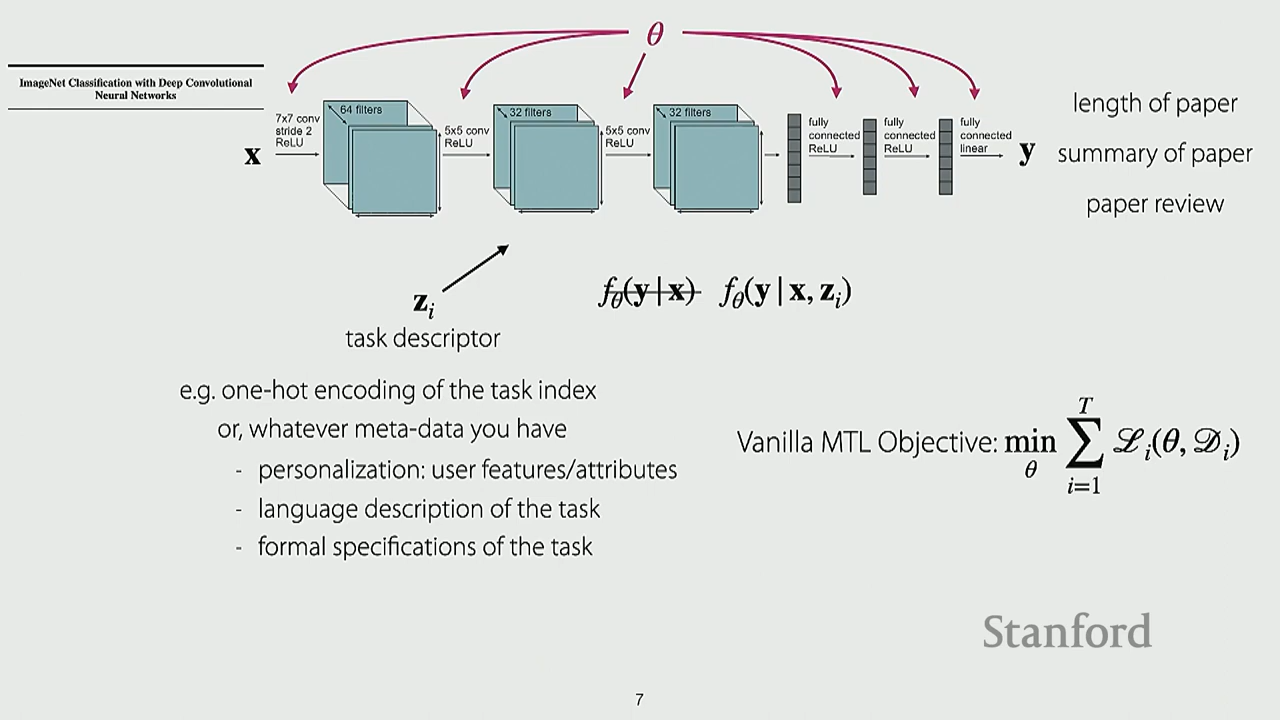 θ
ImageNet Classification with Deep Convolutional
Neural Networks
x
7x7 conv
stride 2
ReLU
64 filters
5x5 conv
ReLU
32 filters
5x5 conv
ReLU
32 filters
fully
connected
ReLU
fully
connected
ReLU
fully
connected
linear
y
length of paper
summary of paper
paper review
z_i
task descriptor
f_θ(y|x) f_θ(y | x, z_i)
e.g. one-hot encoding of the task index
or, whatever meta-data you have
- personalization: user features/attributes
- language description of the task
- formal specifications of the task
Vanilla MTL Objective: min_θ ∑_{i=1}^{T} ℒ_i(θ, 𝒟_i)
Stanford
7